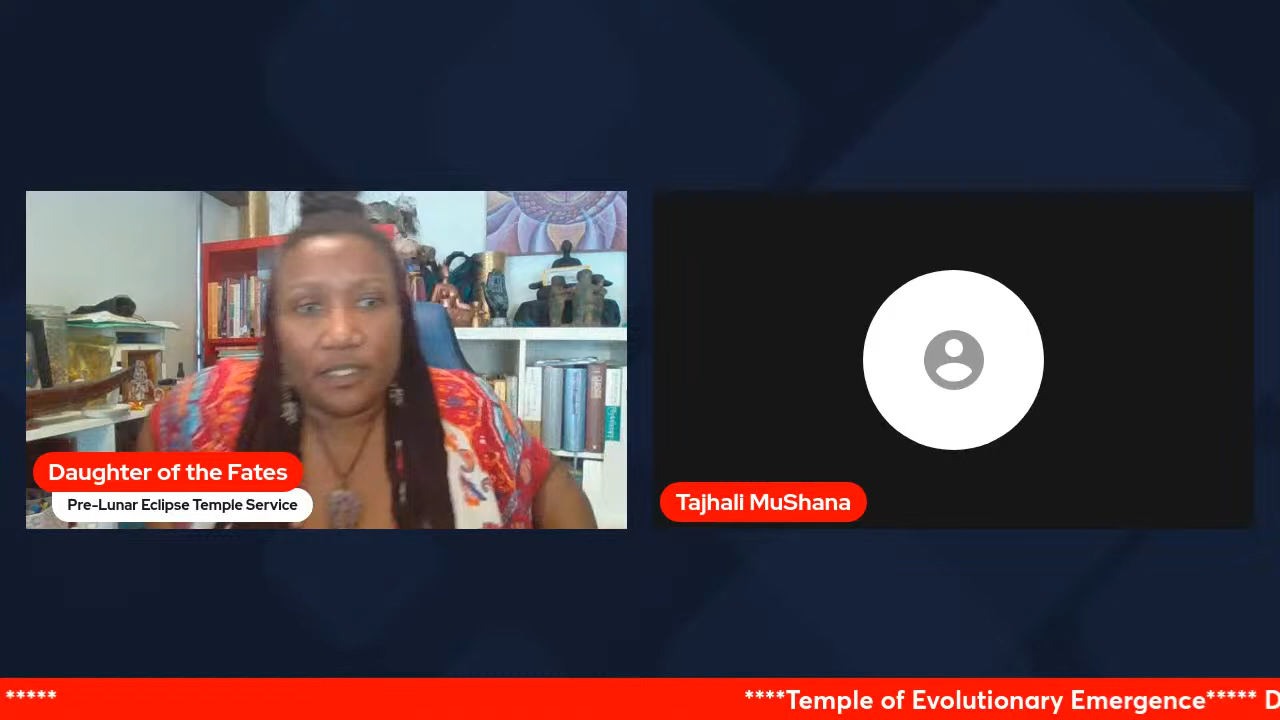 Daughter of the Fates
Pre-Lunar Eclipse Temple Service
Tajhali MuShana
***** ****Temple of Evolutionary Emergence***** D